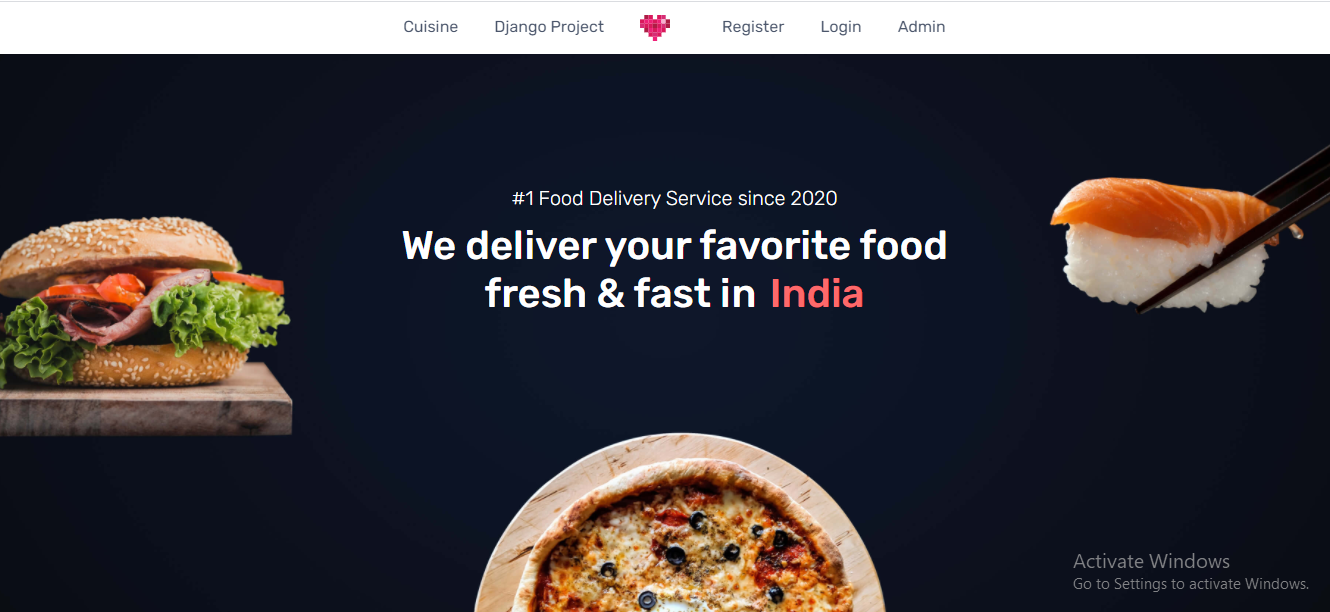 Cuisine Django Project Register Login Admin
#1 Food Delivery Service since 2020
We deliver your favorite food
fresh & fast in India
Activate Windows
Go to Settings to activate Windows.